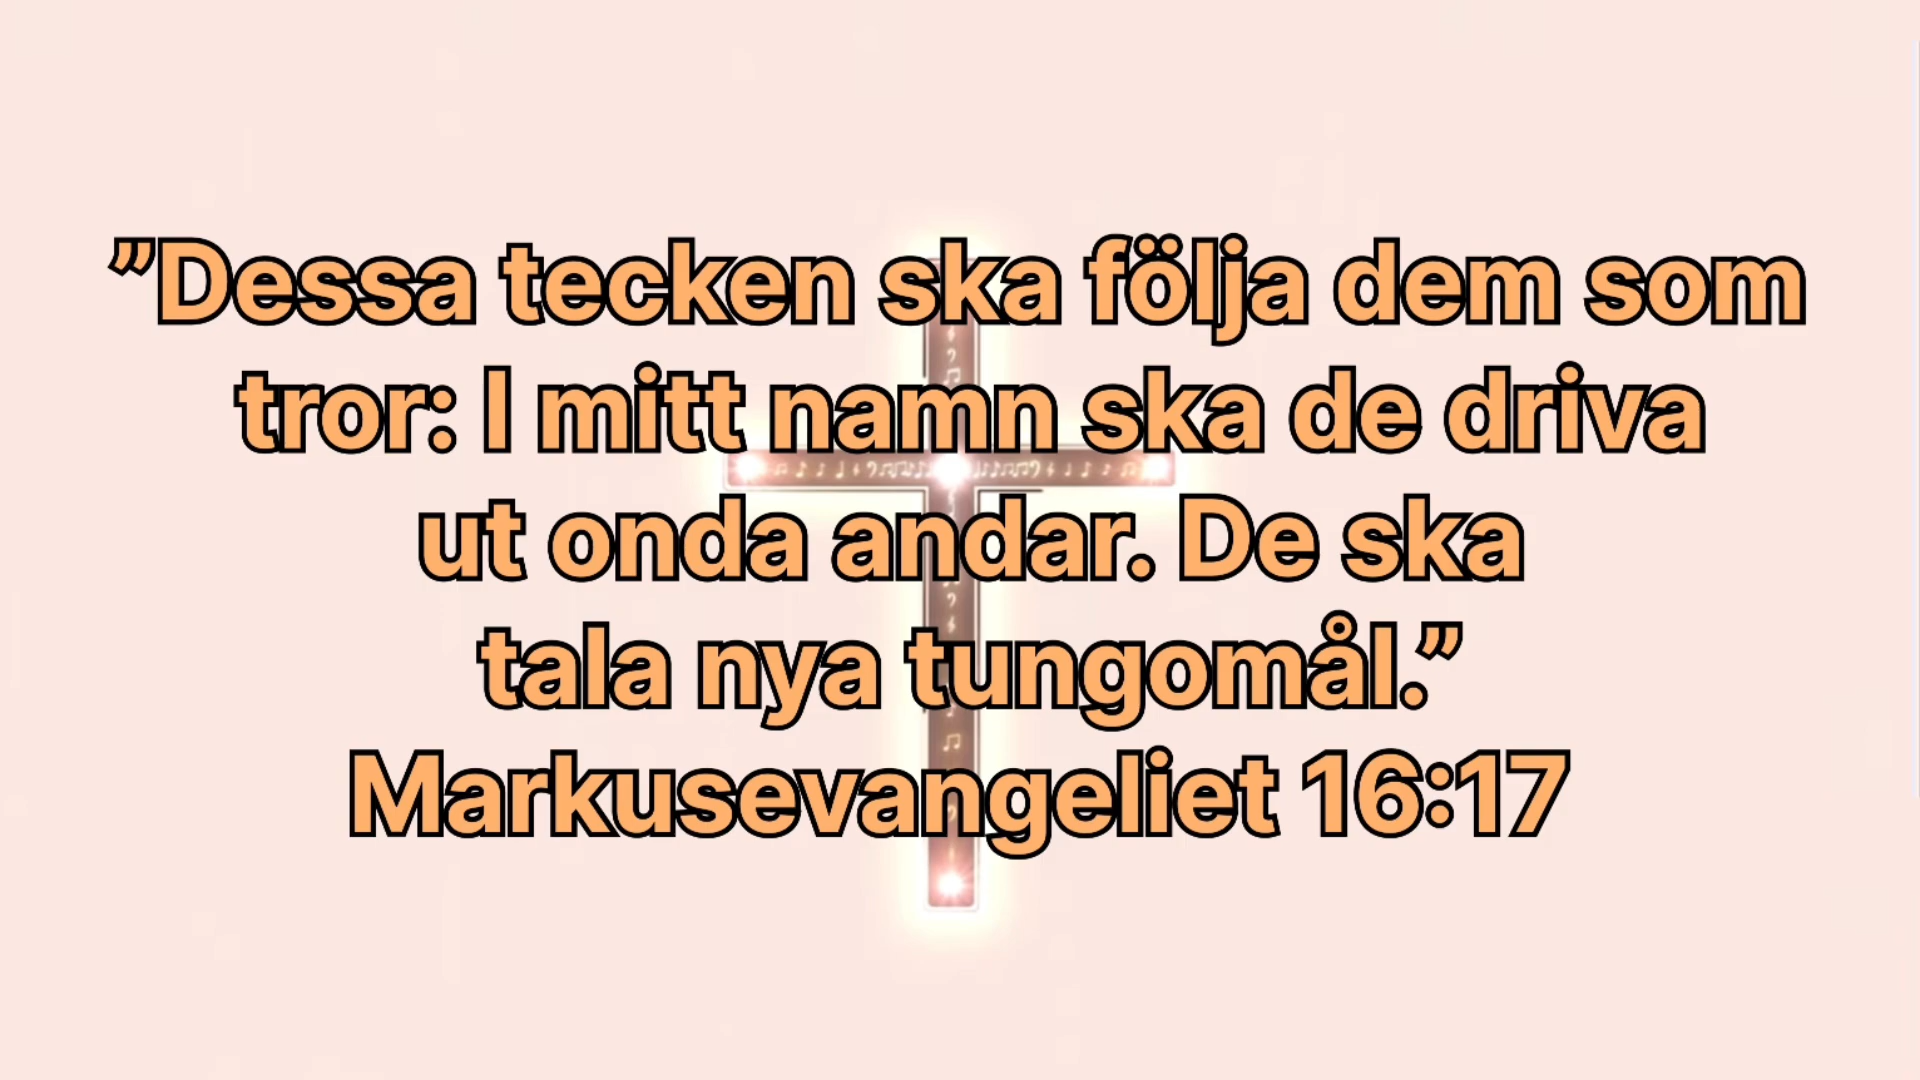 ”Dessa tecken ska följa dem som
tror: I mitt namn ska de driva
ut onda andar. De ska
tala nya tungomål.”
Markusevangeliet 16:17